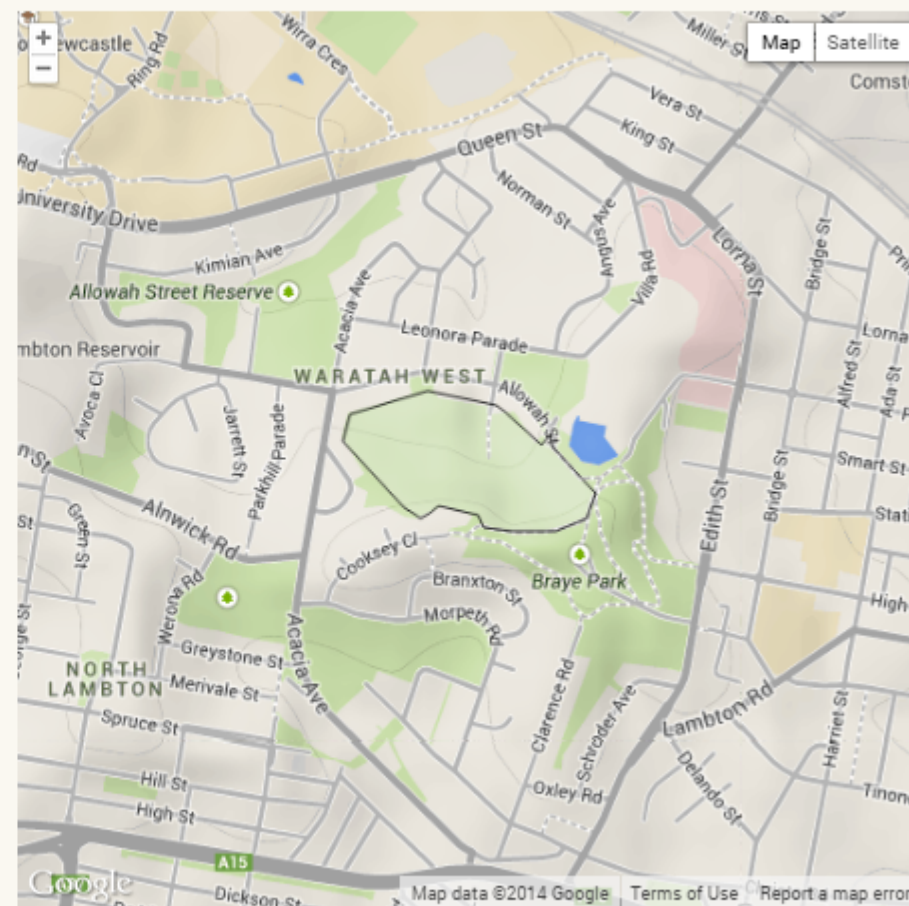 Newcastle
Ring Rd
Wirra Cres
Miller St
Map
Satellite
Vera St
King St
Queen St
Norman St
Angus Ave
Rd
University Drive
Kimian Ave
Allowah Street Reserve
Acacia Ave
Villa Rd
Lorna St
Bridge St
Leonora Parade
Lorna
mbton Reservoir
WARATAH WEST
Avoca Cl
Jarrett St
Parkhill Parade
Allowah St
Alfred St
Ada St
Smart St
Bridge St
Edith St
n St
Green St
St
Alnwick Rd
Stati
Cooksey Cl
Braye Park
Branxton St
Morpeth Rd
High
Werona Rd
Acacia Ave
Greystone St
NORTH
LAMBTON
Merivale St
Spruce St
Clarence Rd
Schroder Ave
Lambton Rd
Harriet St
Delando St
Hill St
High St
Oxley Rd
Tinon
A15
Google
Dickson St
Map data ©2014 Google
Terms of Use
Report a map error